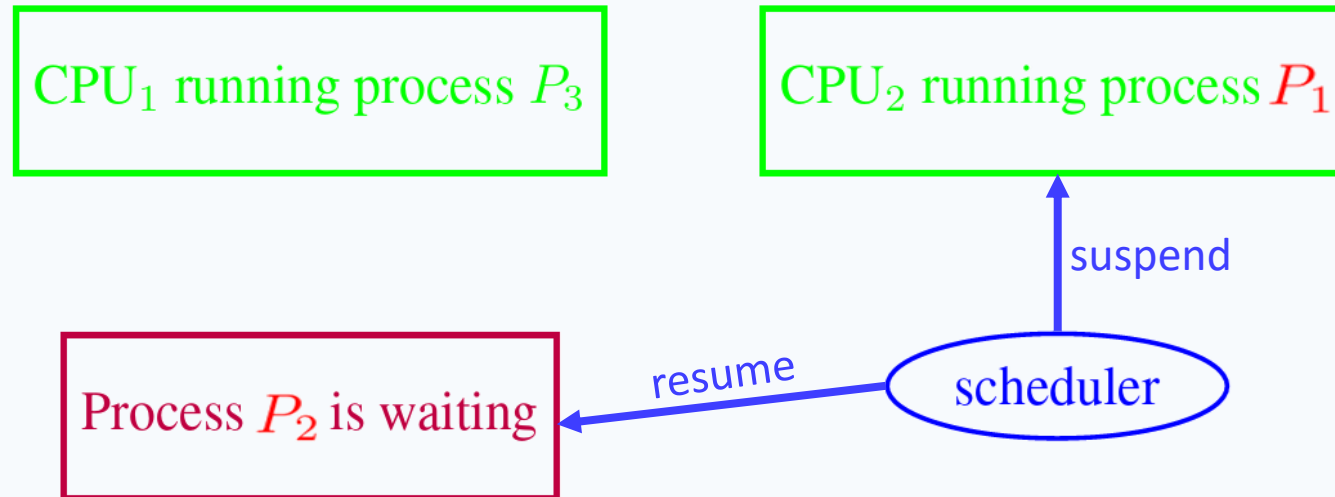 CPU₁ running process P₃
CPU₂ running process P₁
suspend
resume
scheduler
Process P₂ is waiting